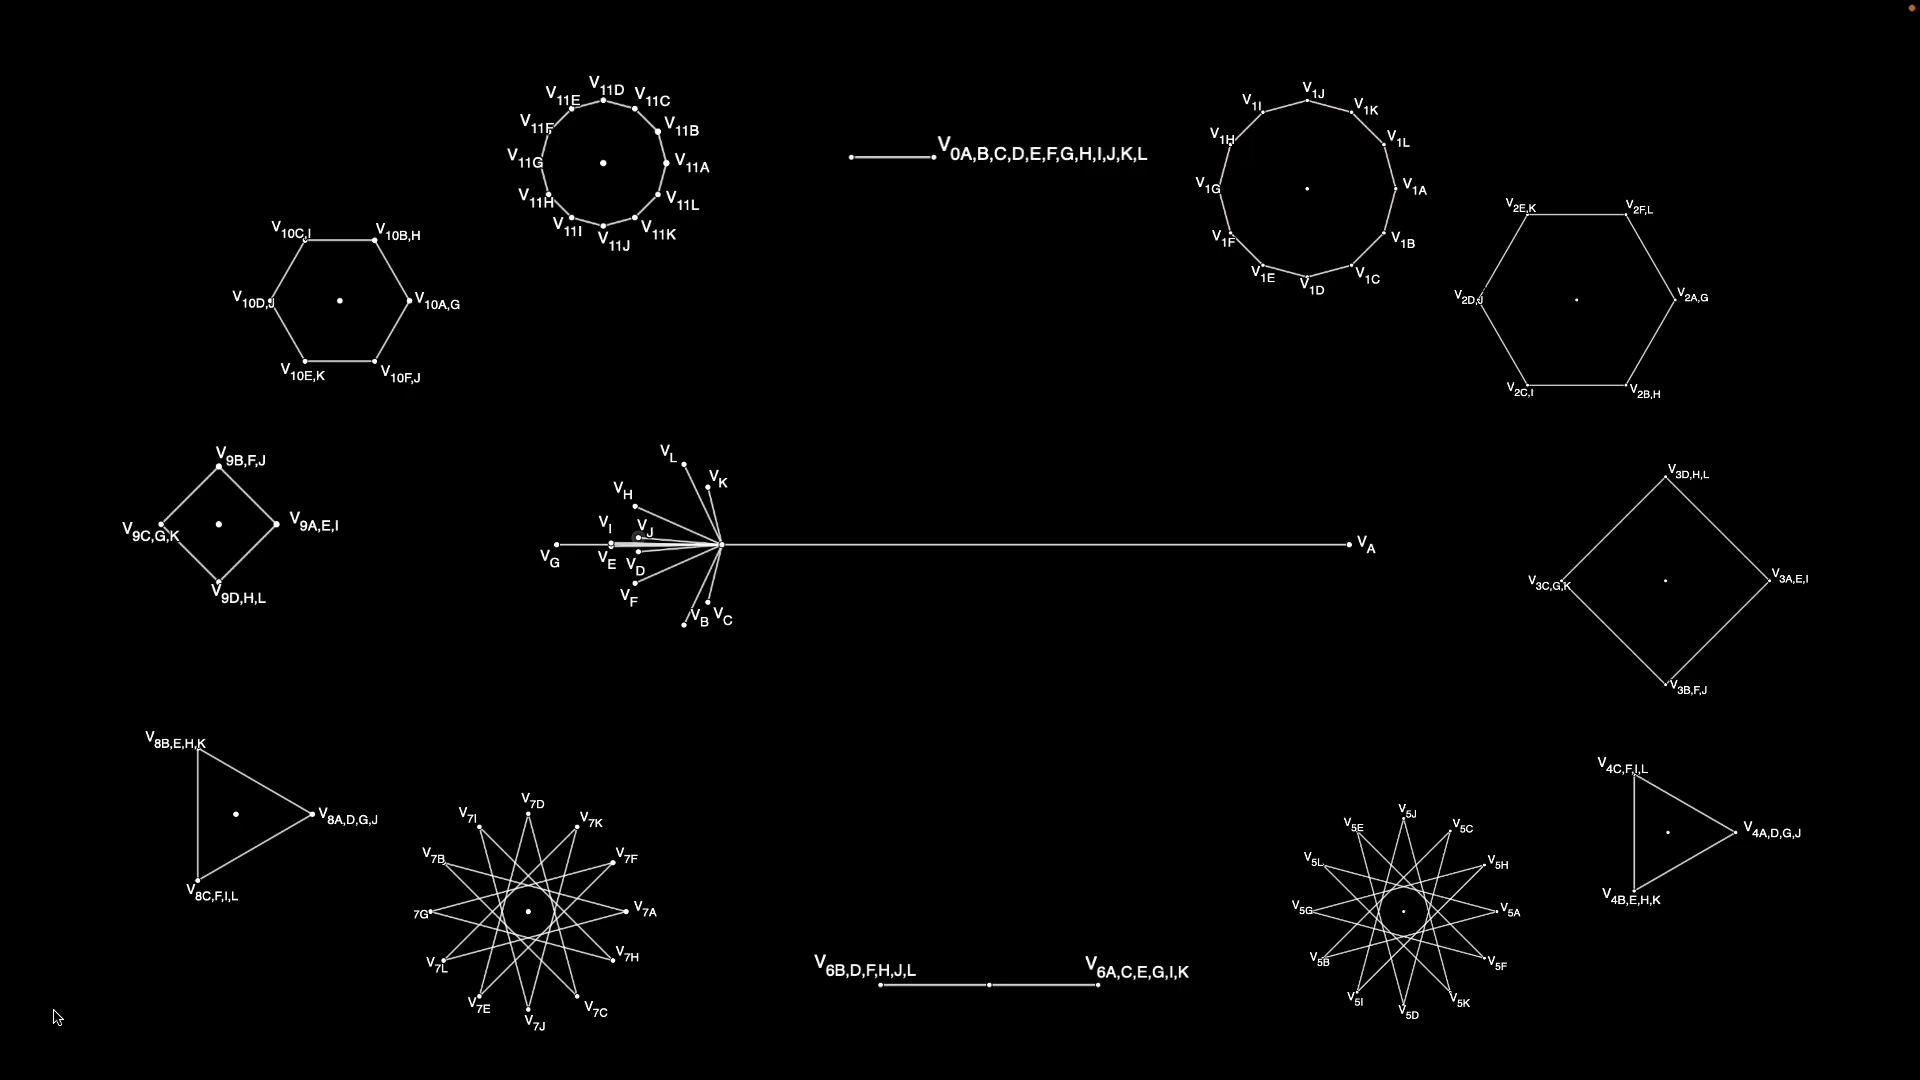 V11D
V11E
V11C
V11F
V11B
V11G
V11A
V11H
V11L
V11I
V11K
V11J
V0A,B,C,D,E,F,G,H,I,J,K,L
V1J
V1I
V1K
V1H
V1L
V1G
V1A
V1F
V1B
V1E
V1C
V1D
V10C,I
V10B,H
V10D,J
V10A,G
V10E,K
V10F,J
V2E,K
V2F,L
V2D,J
V2A,G
V2C,I
V2B,H
V9B,F,J
V9A,E,I
V9C,G,K
V9D,H,L
VL
VK
VH
VI
VJ
VG
VE
VD
VF
VB
VC
VA
V3D,H,L
V3C,G,K
V3A,E,I
V3B,F,J
V8B,E,H,K
V8A,D,G,J
V8C,F,I,L
V7D
V7I
V7K
V7B
V7F
7G
V7A
V7L
V7H
V7E
V7C
V7J
V6B,D,F,H,J,L
V6A,C,E,G,I,K
V5J
V5E
V5C
V5L
V5H
V5G
V5A
V5B
V5F
V5I
V5K
V5D
V4C,F,I,L
V4A,D,G,J
V4B,E,H,K